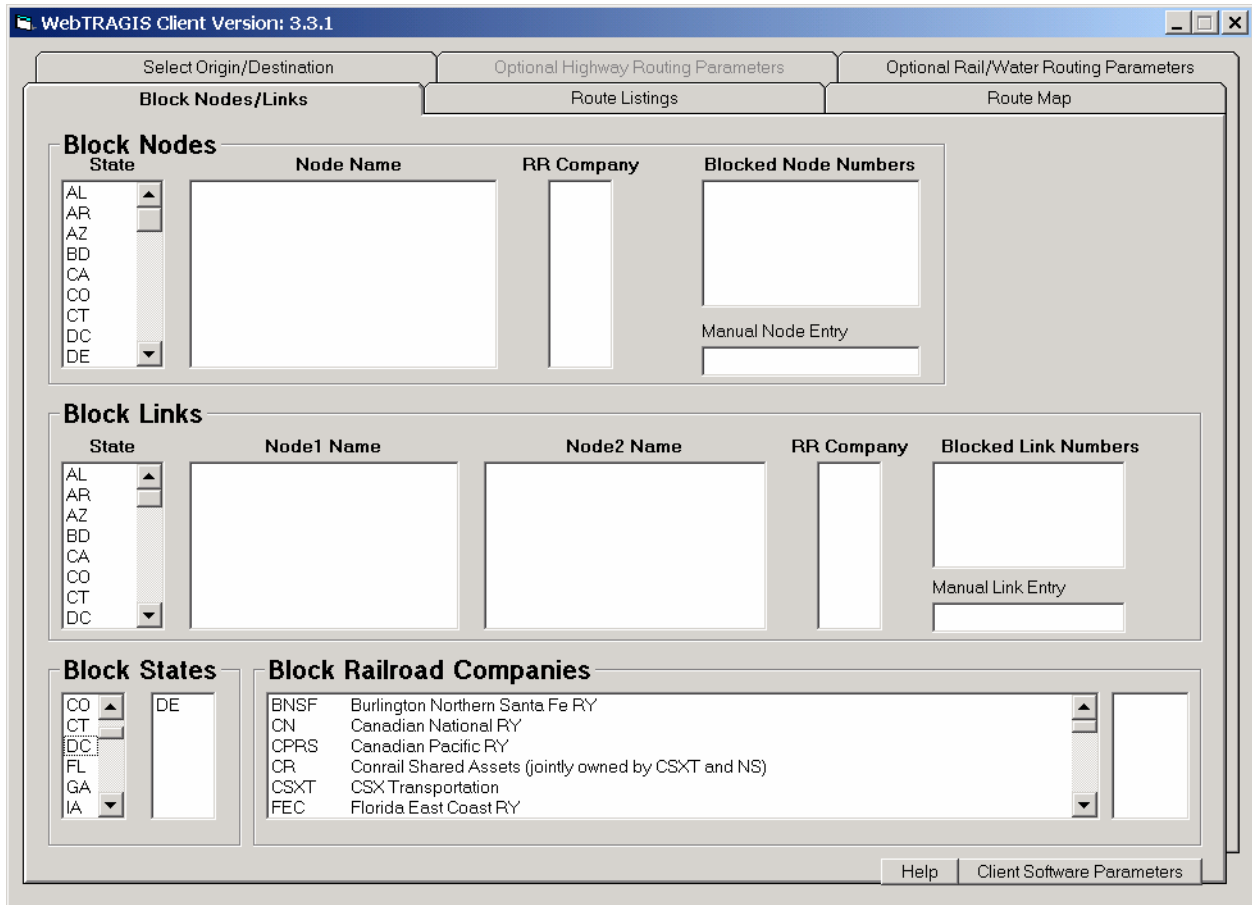 WebTRAGIS Client Version: 3.3.1
Select Origin/Destination
Optional Highway Routing Parameters
Optional Rail/Water Routing Parameters
Block Nodes/Links
Route Listings
Route Map
Block Nodes
State
Node Name
RR Company
Blocked Node Numbers
AL
AR
AZ
BD
CA
CO
CT
DC
DE
Manual Node Entry
Block Links
State
Node1 Name
Node2 Name
RR Company
Blocked Link Numbers
AL
AR
AZ
BD
CA
CO
CT
DC
Manual Link Entry
Block States
CO
CT
DC
FL
GA
IA
DE
Block Railroad Companies
BNSF Burlington Northern Santa Fe RY
CN Canadian National RY
CPRS Canadian Pacific RY
CR Conrail Shared Assets (jointly owned by CSXT and NS)
CSXT CSX Transportation
FEC Florida East Coast RY
Help
Client Software Parameters